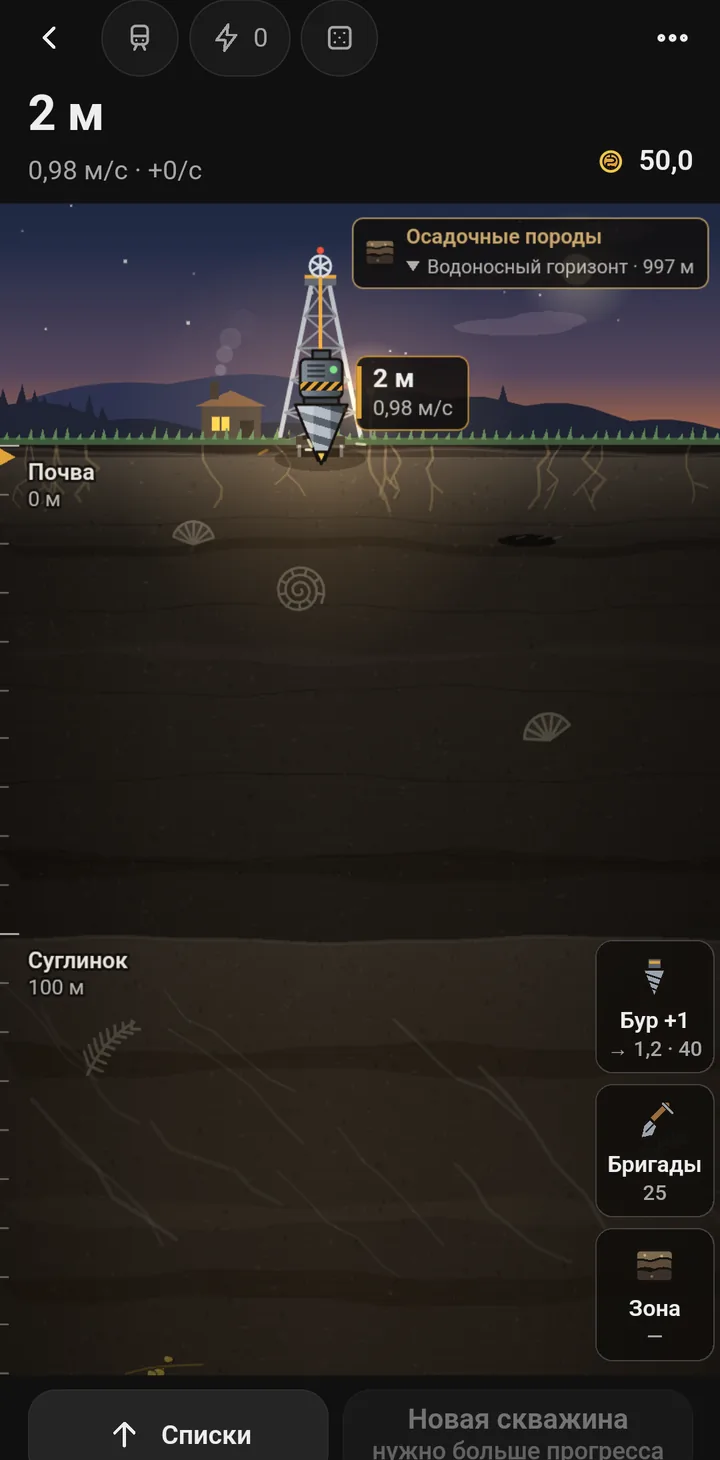 0
2 м
0,98 м/с · +0/с
50,0
Осадочные породы
▼ Водоносный горизонт · 997 м
2 м
0,98 м/с
Почва
0 м
Суглинок
100 м
Бур +1
→ 1,2 · 40
Бригады
25
Зона
—
Списки
Новая скважина
нужно больше прогресса